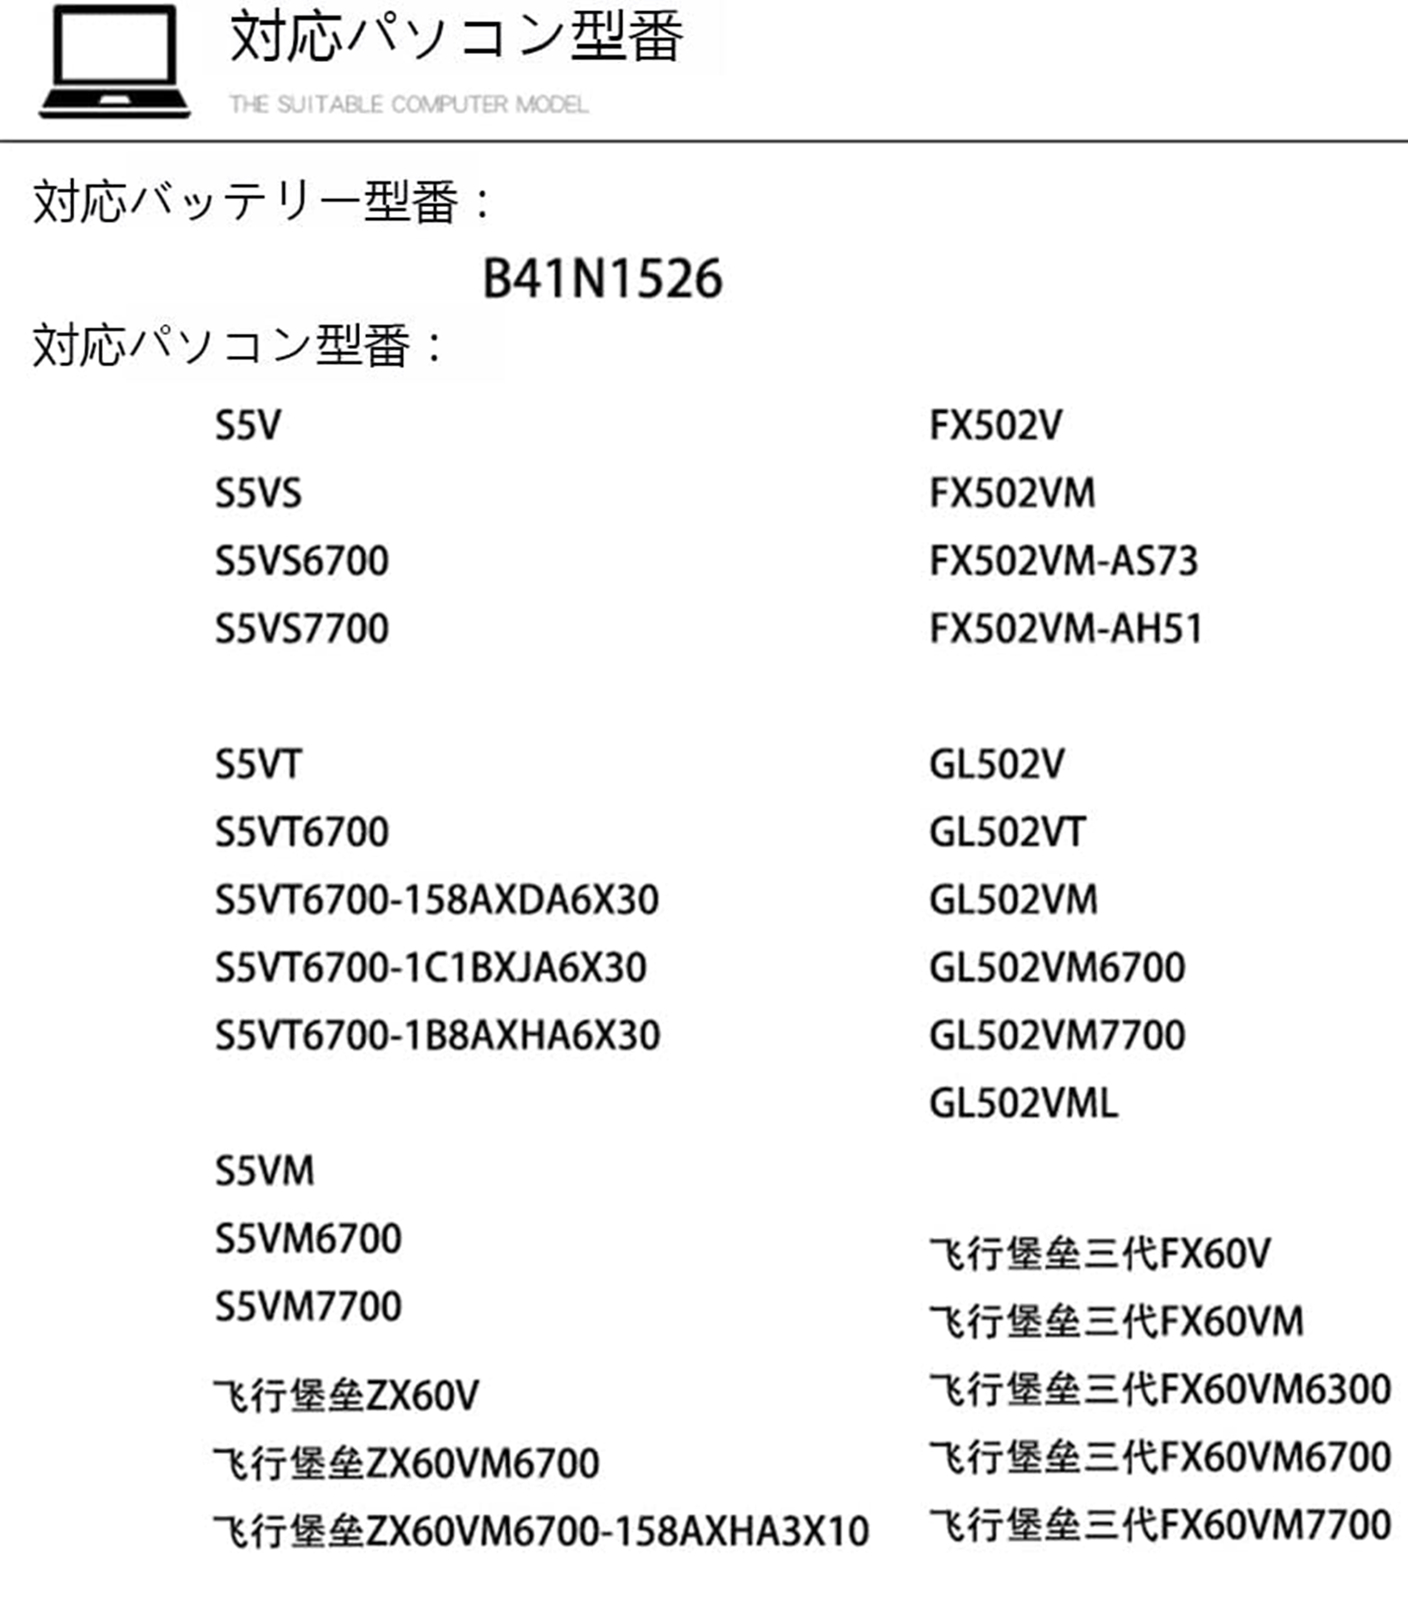 対応パソコン型番
THE SUITABLE COMPUTER MODEL
対応バッテリー型番：
B41N1526
対応パソコン型番：
S5V
S5VS
S5VS6700
S5VS7700
S5VT
S5VT6700
S5VT6700-158AXDA6X30
S5VT6700-1C1BXJA6X30
S5VT6700-1B8AXHA6X30
S5VM
S5VM6700
S5VM7700
飞行堡垒ZX60V
飞行堡垒ZX60VM6700
飞行堡垒ZX60VM6700-158AXHA3X10
FX502V
FX502VM
FX502VM-AS73
FX502VM-AH51
GL502V
GL502VT
GL502VM
GL502VM6700
GL502VM7700
GL502VML
飞行堡垒三代FX60V
飞行堡垒三代FX60VM
飞行堡垒三代FX60VM6300
飞行堡垒三代FX60VM6700
飞行堡垒三代FX60VM7700